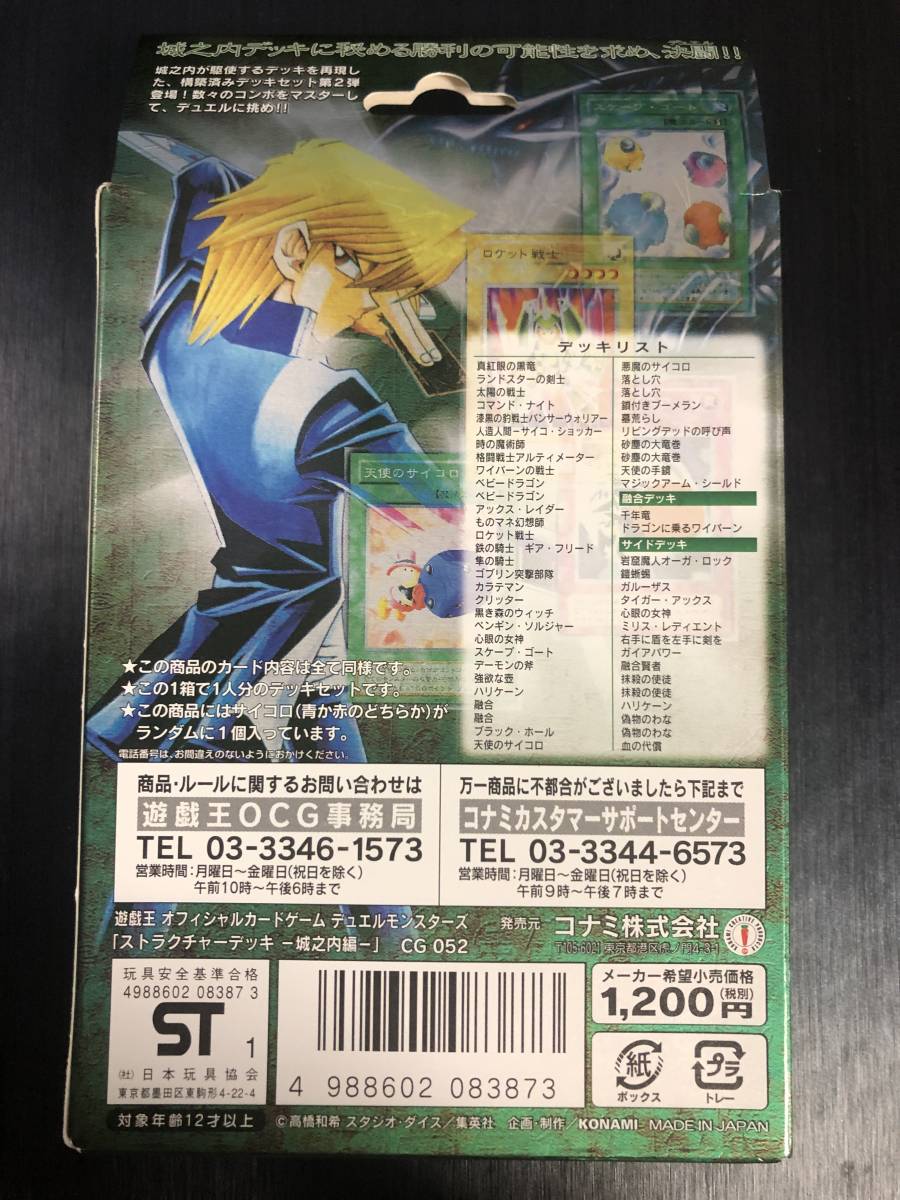 城之内デッキに秘める勝利の可能性を求め、決闘!!
城之内が駆使するデッキを再現し
た、構築済みデッキセット第2弾
登場!数々のコンボをマスターし
て、デュエルに挑め!!
スケープ・ゴート
ロケット戦士
天使のサイコロ
デッキリスト
真紅眼の黒竜
ランドスターの剣士
太陽の戦士
コマンド・ナイト
漆黒の豹戦士パンサーウォリアー
人造人間-サイコ・ショッカー
時の魔術師
格闘戦士アルティメーター
ワイバーンの戦士
ベビードラゴン
ベビードラゴン
アックス・レイダー
ものマネ幻想師
ロケット戦士
鉄の騎士 ギア・フリード
隼の騎士
ゴブリン突撃部隊
カラテマン
クリッター
黒き森のウィッチ
ペンギン・ソルジャー
心眼の女神
スケープ・ゴート
デーモンの斧
強欲な壺
ハリケーン
融合
融合
ブラック・ホール
天使のサイコロ
悪魔のサイコロ
落とし穴
落とし穴
鎖付きブーメラン
墓荒らし
リビングデッドの呼び声
砂塵の大竜巻
砂塵の大竜巻
天使の手鏡
マジックアーム・シールド
融合デッキ
千年竜
ドラゴンに乗るワイバーン
サイドデッキ
岩窟魔人オーガ・ロック
鎧蜥蜴
ガルーザス
タイガー・アックス
心眼の女神
ミリス・レディエント
右手に盾を左手に剣を
ガイアパワー
融合賢者
抹殺の使徒
抹殺の使徒
ハリケーン
偽物のわな
偽物のわな
血の代償
★この商品のカード内容は全て同様です。
★この1箱で1人分のデッキセットです。
★この商品にはサイコロ(青か赤のどちらか)が
ランダムに1個入っています。
電話番号は、お間違えのないようにおかけください。
商品・ルールに関するお問い合わせは
遊戯王OCG事務局
TEL 03-3346-1573
営業時間:月曜日~金曜日(祝日を除く)
午前10時~午後6時まで
万一商品に不都合がございましたら下記まで
コナミカスタマーサポートセンター
TEL 03-3344-6573
営業時間:月曜日~金曜日(祝日を除く)
午前9時~午後7時まで
遊戯王 オフィシャルカードゲーム デュエルモンスターズ
「ストラクチャーデッキ -城之内編-」 CG 052
発売元 コナミ株式会社
〒105-6021 東京都港区虎ノ門4-3-1
玩具安全基準合格
4988602 08387 3
ST 1
(社)日本玩具協会
東京都墨田区東駒形4-22-4
対象年齢12才以上
4 988602 083873
メーカー希望小売価格
1,200円(税別)
紙
ボックス
プラ
トレー
©高橋和希 スタジオ・ダイス/集英社 企画・制作/KONAMI MADE IN JAPAN